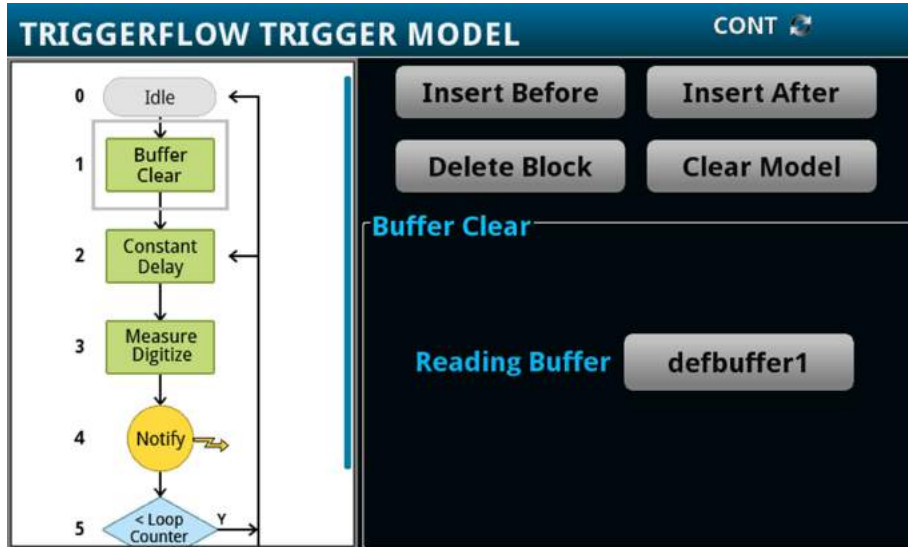 TRIGGERFLOW TRIGGER MODEL
CONT
0
Idle
1
Buffer
Clear
2
Constant
Delay
3
Measure
Digitize
4
Notify
5
< Loop
Counter
Y
Insert Before
Insert After
Delete Block
Clear Model
Buffer Clear
Reading Buffer
defbuffer1